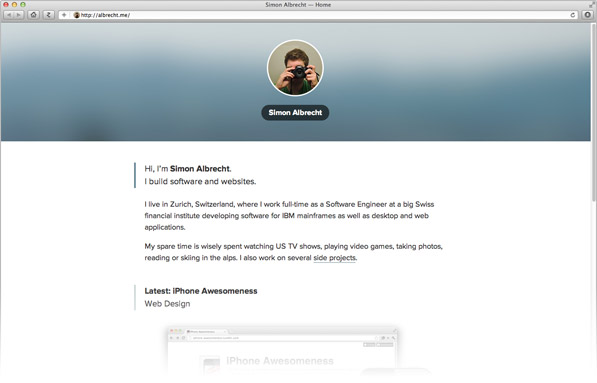 Simon Albrecht — Home
http://albrecht.me/
Simon Albrecht
Hi, I'm Simon Albrecht.
I build software and websites.
I live in Zurich, Switzerland, where I work full-time as a Software Engineer at a big Swiss
financial institute developing software for IBM mainframes as well as desktop and web
applications.
My spare time is wisely spent watching US TV shows, playing video games, taking photos,
reading or skiing in the alps. I also work on several side projects.
Latest: iPhone Awesomeness
Web Design
iPhone Awesomeness